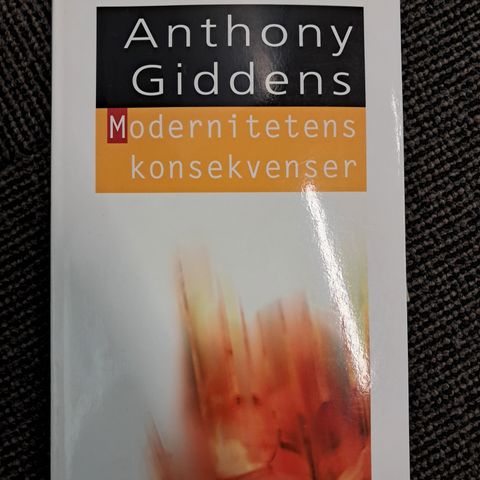 Anthony
Giddens
Modernitetens
konsekvenser